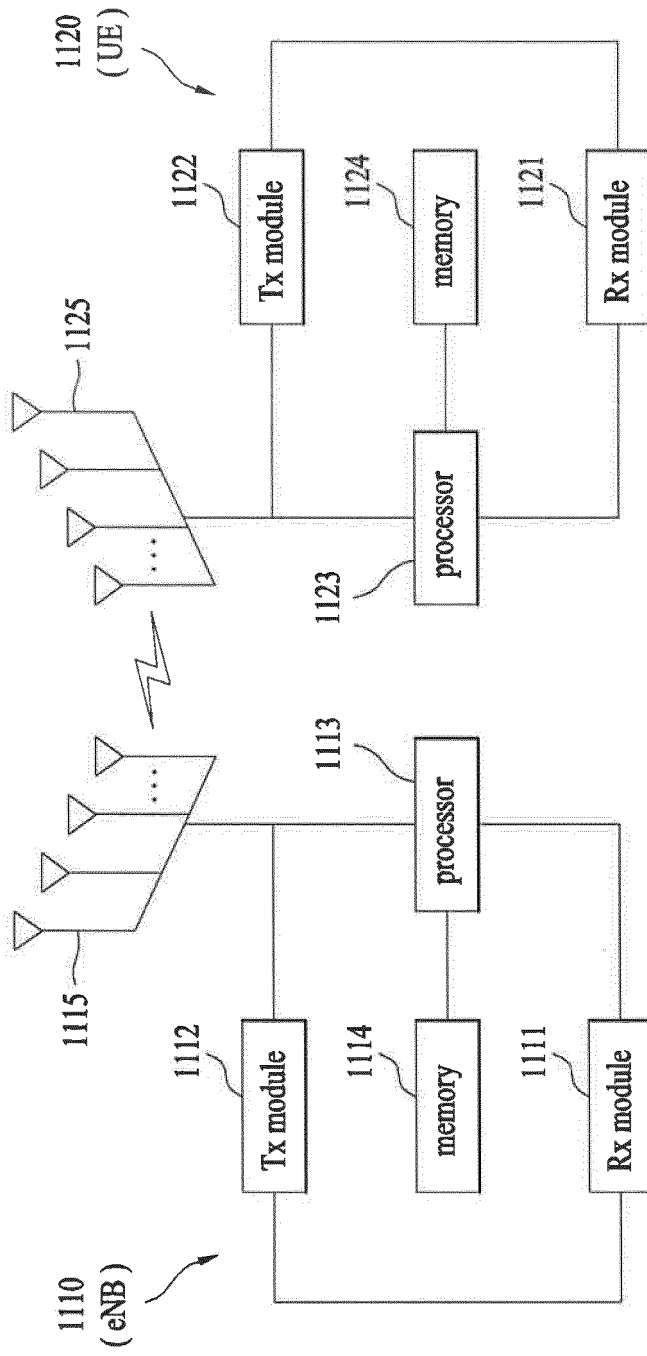 1110
( eNB )
1115
1112
Tx module
1113
1114
memory
processor
1111
Rx module
1120
( UE )
1125
1122
Tx module
1123
1124
processor
memory
1121
Rx module